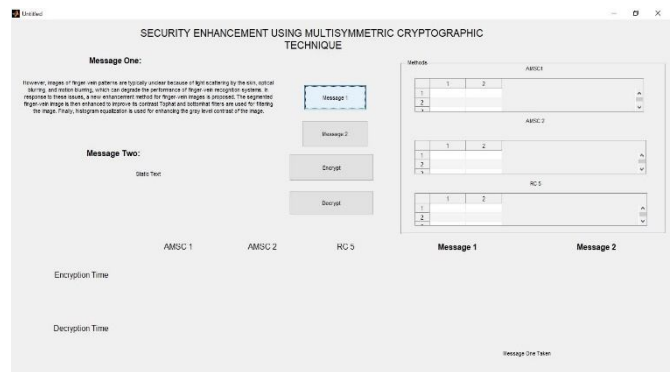 Untitled
SECURITY ENHANCEMENT USING MULTISYMMETRIC CRYPTOGRAPHIC
TECHNIQUE
Message One:
However, images of finger-vein patterns are typically unclear because of light scattering by the skin, optical
blurring, and motion blurring, which can degrade the performance of finger-vein recognition systems. In
response to these issues, a new enhancement method for finger-vein images is proposed. The segmented
finger-vein image is then enhanced to improve its contrast Tophat and bottomhat filters are used for filtering
the image. Finally, histogram equalization is used for enhancing the gray level contrast of the image.
Message 1
Message 2
Message Two:
Static Text
Encrypt
Decrypt
Methods
AMSC1
1 2
1
2
AMSC 2
1 2
1
2
RC 5
1 2
1
2
AMSC 1 AMSC 2 RC 5 Message 1 Message 2
Encryption Time
Decryption Time
Message One Taken